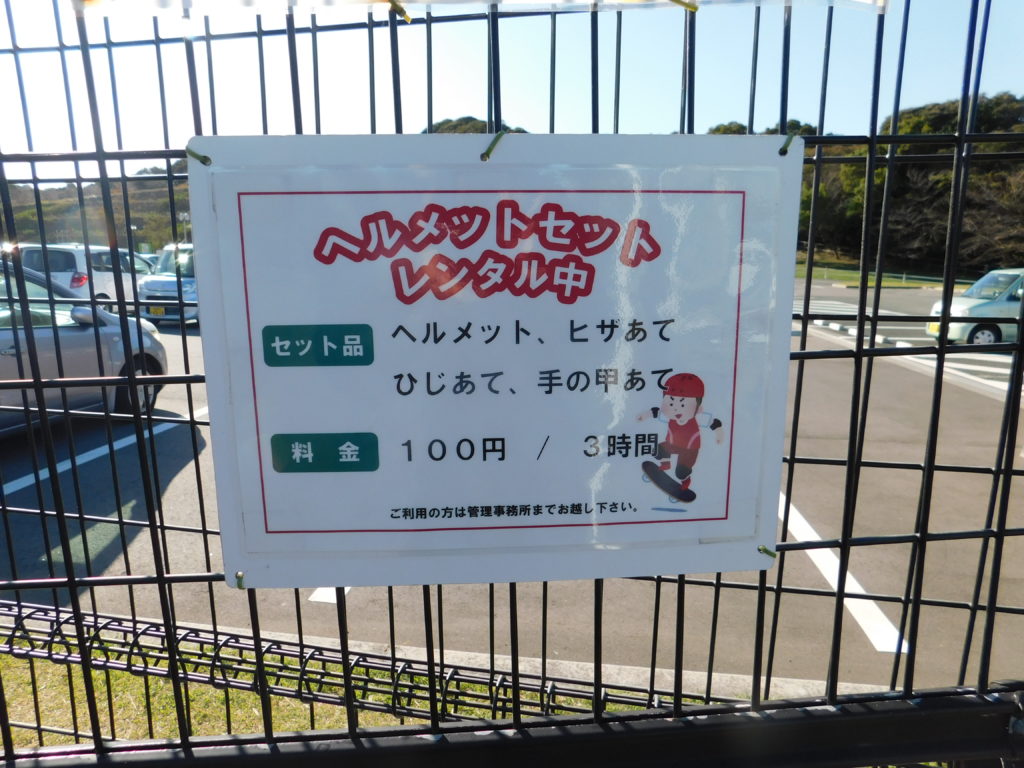 ヘルメットセット
レンタル中
セット品 ヘルメット、ヒザあて
ひじあて、手の甲あて
料金 １００円 / ３時間
ご利用の方は管理事務所までお越し下さい。